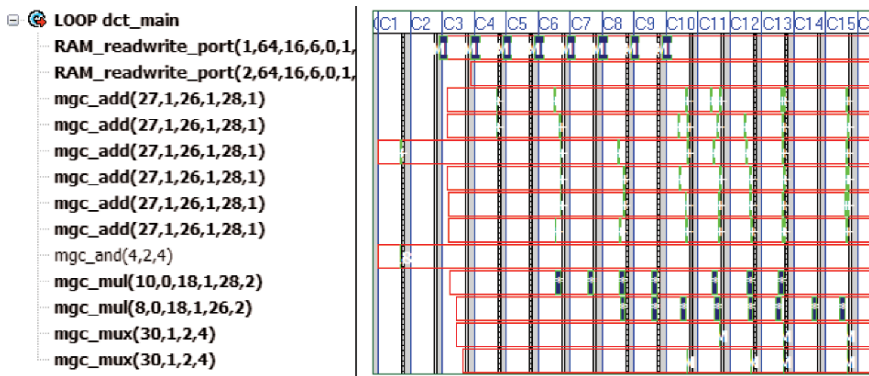 LOOP dct_main
C1 C2 C3 C4 C5 C6 C7 C8 C9 C10 C11 C12 C13 C14 C15 C
RAM_readwrite_port(1,64,16,6,0,1,
RAM_readwrite_port(2,64,16,6,0,1,
mgc_add(27,1,26,1,28,1)
mgc_add(27,1,26,1,28,1)
mgc_add(27,1,26,1,28,1)
mgc_add(27,1,26,1,28,1)
mgc_add(27,1,26,1,28,1)
mgc_add(27,1,26,1,28,1)
mgc_and(4,2,4)
mgc_mul(10,0,18,1,28,2)
mgc_mul(8,0,18,1,26,2)
mgc_mux(30,1,2,4)
mgc_mux(30,1,2,4)